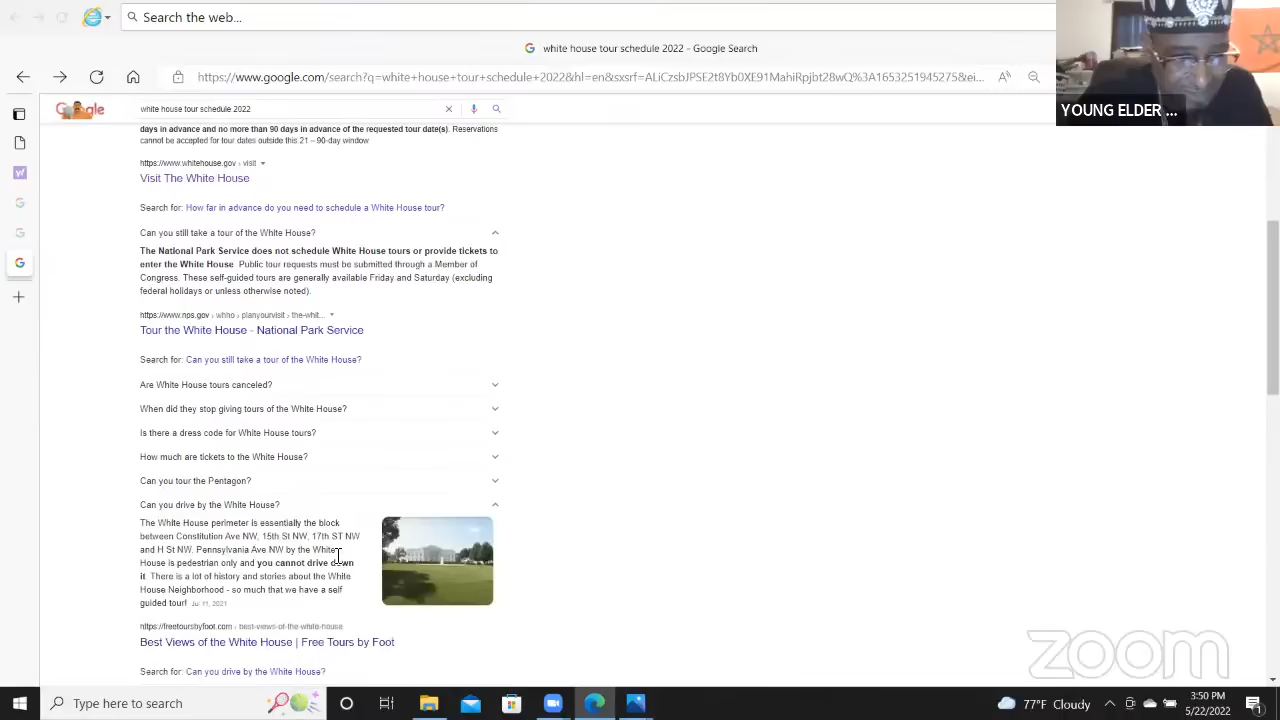 Search the web...
white house tour schedule 2022 - Google Search
https://www.google.com/search?q=white+house+tour+schedule+2022&hl=en&sxsrf=ALiCzsbJPSE2t8Yb0XE91MahiRpjbt28wQ%3A1653251945275&ei...
YOUNG ELDER ...
white house tour schedule 2022
days in advance and no more than 90 days in advance of the requested tour date(s). Reservations
cannot be accepted for tour dates outside this 21 – 90-day window
https://www.whitehouse.gov › visit
Visit The White House
Search for: How far in advance do you need to schedule a White House tour?
Can you still take a tour of the White House?
The National Park Service does not schedule White House tours or provide tickets to
enter the White House. Public tour requests must be submitted through a Member of
Congress. These self-guided tours are generally available Friday and Saturday (excluding
federal holidays or unless otherwise noted).
https://www.nps.gov › whho › planyourvisit › the-whit...
Tour the White House - National Park Service
Search for: Can you still take a tour of the White House?
Are White House tours canceled?
When did they stop giving tours of the White House?
Is there a dress code for White House tours?
How much are tickets to the White House?
Can you tour the Pentagon?
Can you drive by the White House?
The White House perimeter is essentially the block
between Constitution Ave NW, 15th St NW, 17th ST NW
and H St NW. Pennsylvania Ave NW by the White
House is pedestrian only and you cannot drive down
it. There is a lot of history and stories about the White
House Neighborhood - so much that we have a self
guided tour! Jul 11, 2021
https://freetoursbyfoot.com › best-views-of-the-white-house
Best Views of the White House | Free Tours by Foot
Search for: Can you drive by the White House?
zoom
Type here to search
77°F Cloudy
3:50 PM
5/22/2022
1